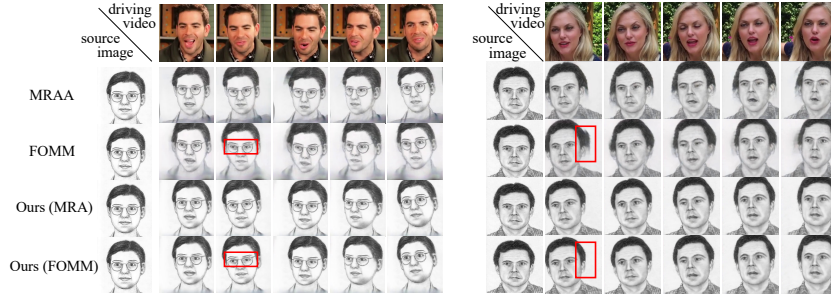 driving
video
source
image
driving
video
source
image
MRAA
FOMM
Ours (MRA)
Ours (FOMM)